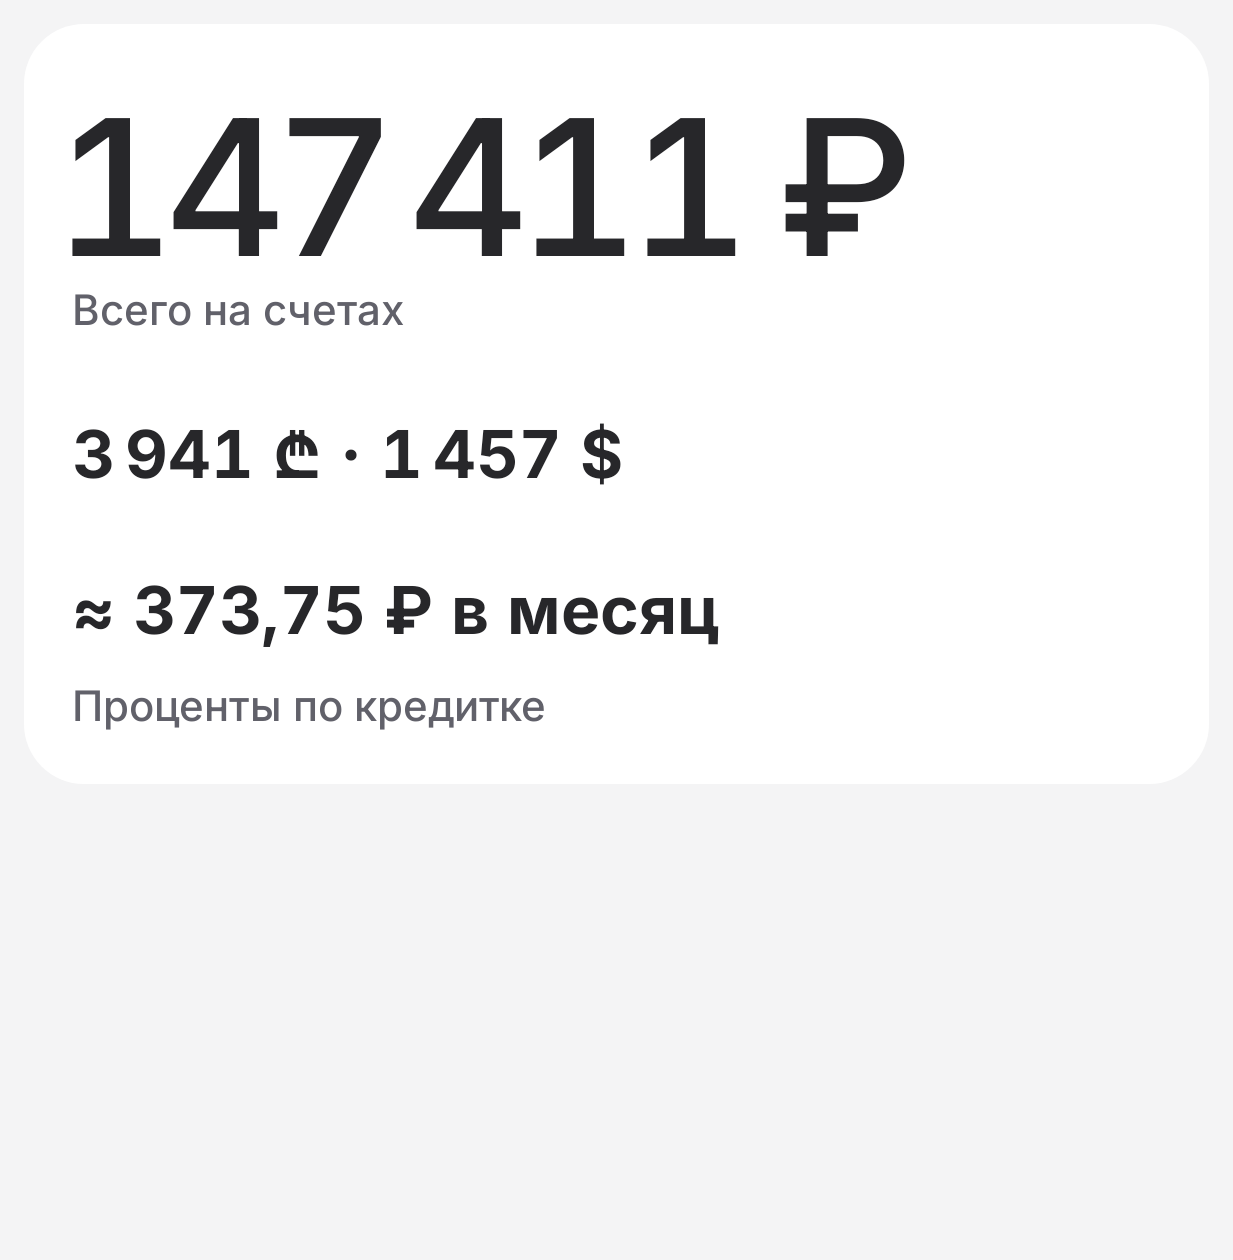 147 411 ₽
Всего на счетах
3 941 ₾ · 1 457 $
≈ 373,75 ₽ в месяц
Проценты по кредитке